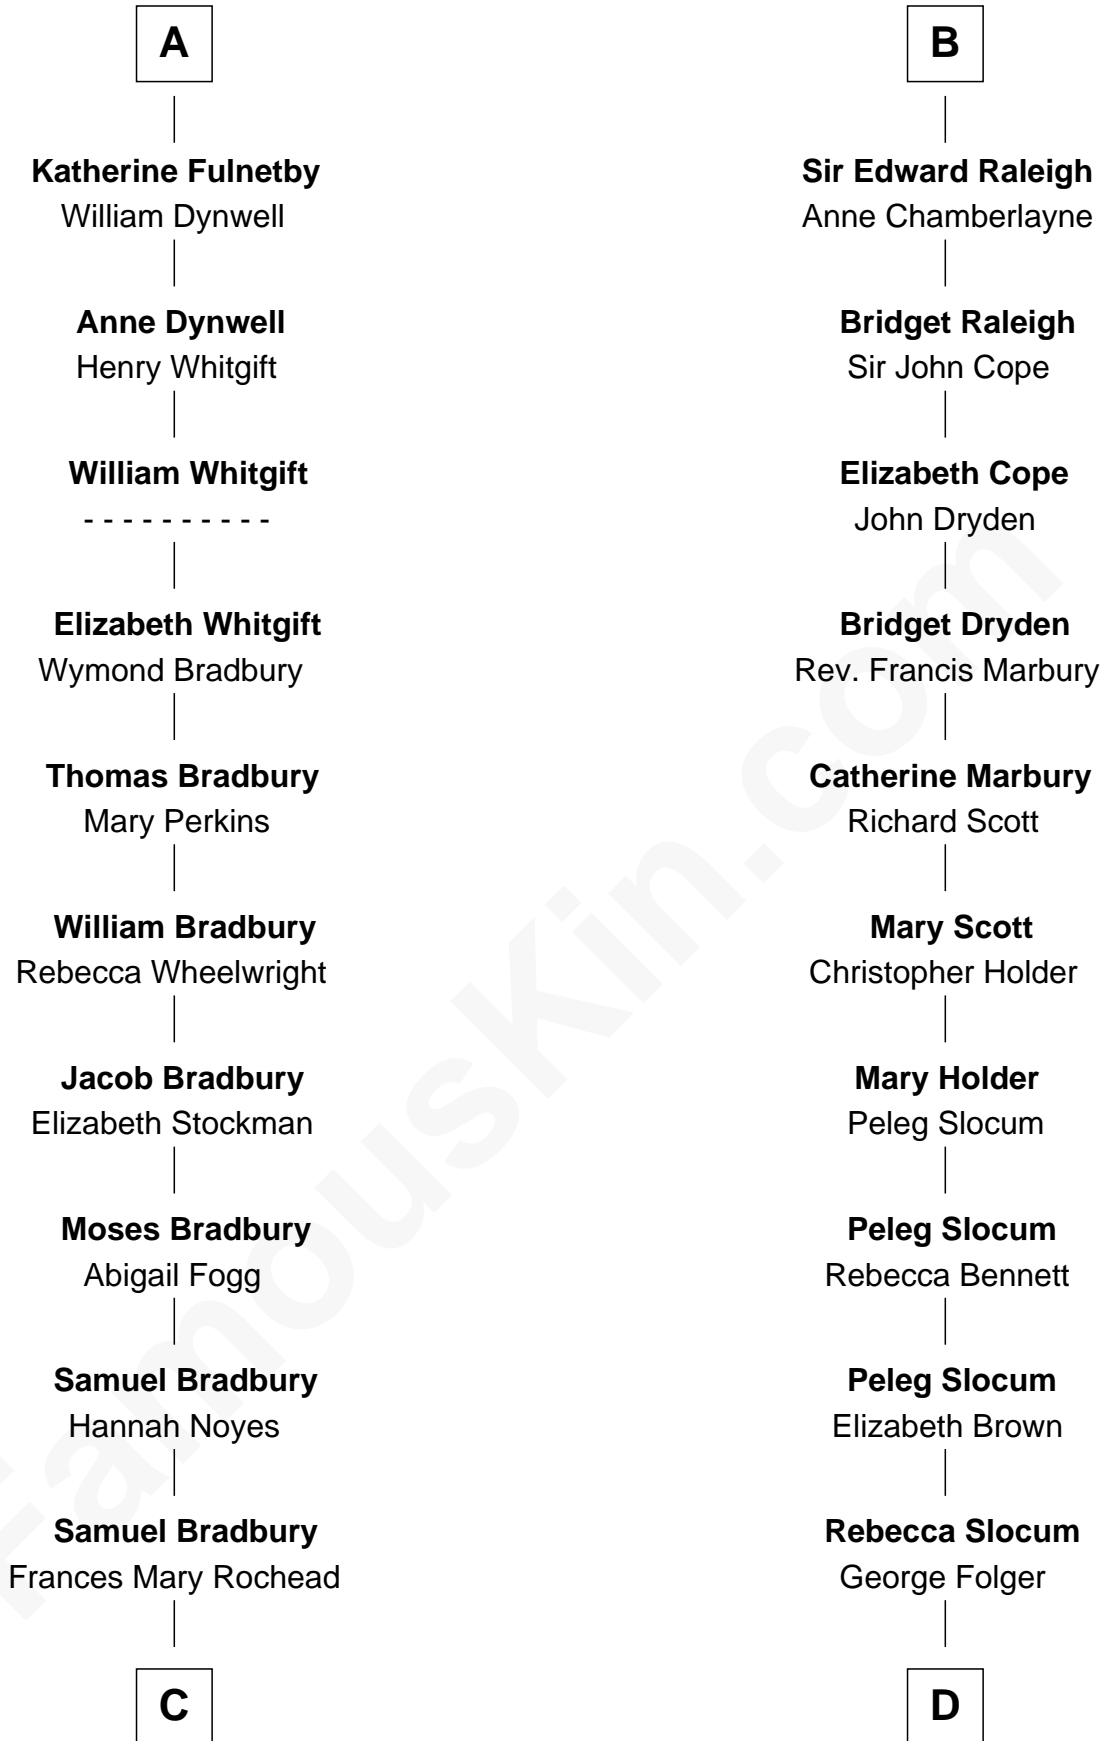 A
Katherine Fulnetby
William Dynwell
Anne Dynwell
Henry Whitgift
William Whitgift
- - - - - - - - - -
Elizabeth Whitgift
Wymond Bradbury
Thomas Bradbury
Mary Perkins
William Bradbury
Rebecca Wheelwright
Jacob Bradbury
Elizabeth Stockman
Moses Bradbury
Abigail Fogg
Samuel Bradbury
Hannah Noyes
Samuel Bradbury
Frances Mary Rochead
C
B
Sir Edward Raleigh
Anne Chamberlayne
Bridget Raleigh
Sir John Cope
Elizabeth Cope
John Dryden
Bridget Dryden
Rev. Francis Marbury
Catherine Marbury
Richard Scott
Mary Scott
Christopher Holder
Mary Holder
Peleg Slocum
Peleg Slocum
Rebecca Bennett
Peleg Slocum
Elizabeth Brown
Rebecca Slocum
George Folger
D
FamousKin.com